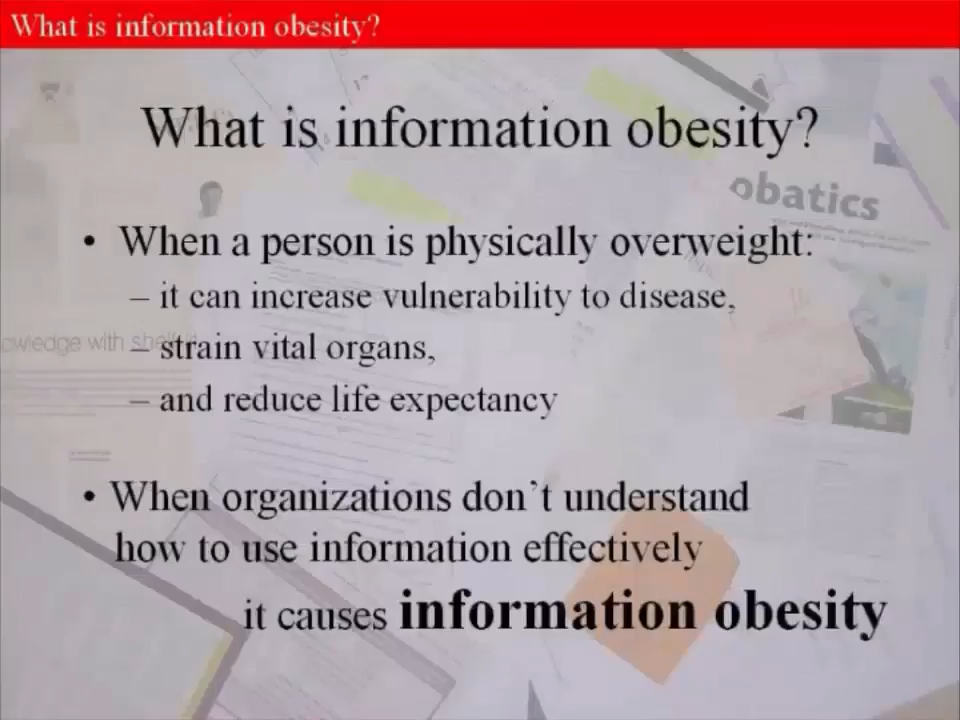 What is information obesity?
What is information obesity?
obatics
• When a person is physically overweight:
– it can increase vulnerability to disease,
owledge with shelf
– strain vital organs,
– and reduce life expectancy
• When organizations don't understand
how to use information effectively
it causes information obesity